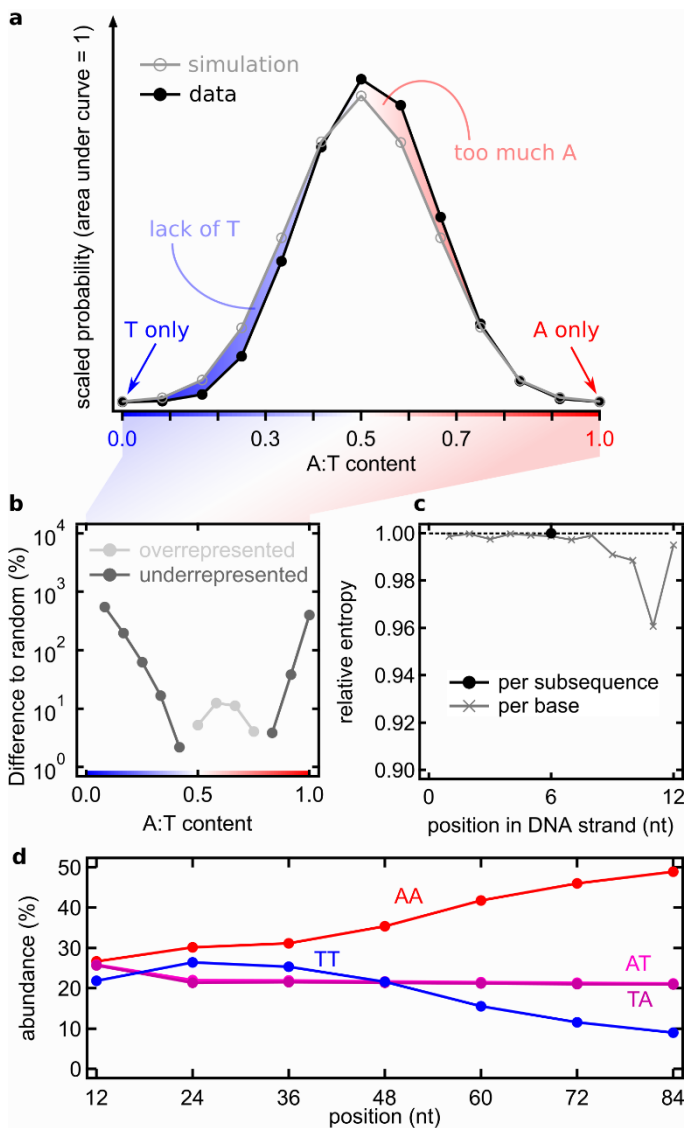 a
scaled probability (area under curve = 1)
simulation
data
too much A
lack of T
T only
A only
0.0 0.3 0.5 0.7 1.0
A:T content
b
Difference to random (%)
10⁴
10³
10²
10¹
10⁰
overrepresented
underrepresented
0.0 0.5 1.0
A:T content
c
relative entropy
1.00
0.98
0.96
0.94
0.92
0.90
per subsequence
per base
0 6 12
position in DNA strand (nt)
d
abundance (%)
50
40
30
20
10
0
AA
TT
AT
TA
12 24 36 48 60 72 84
position (nt)